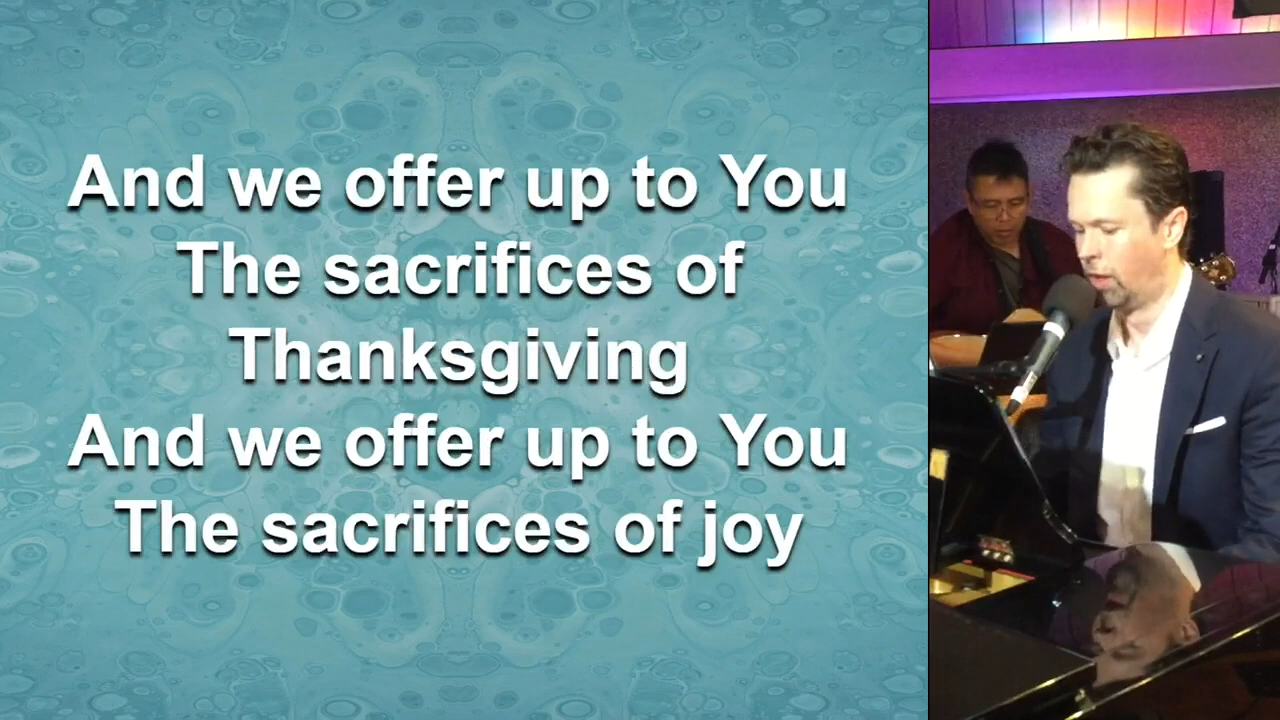 And we offer up to You
The sacrifices of
Thanksgiving
And we offer up to You
The sacrifices of joy